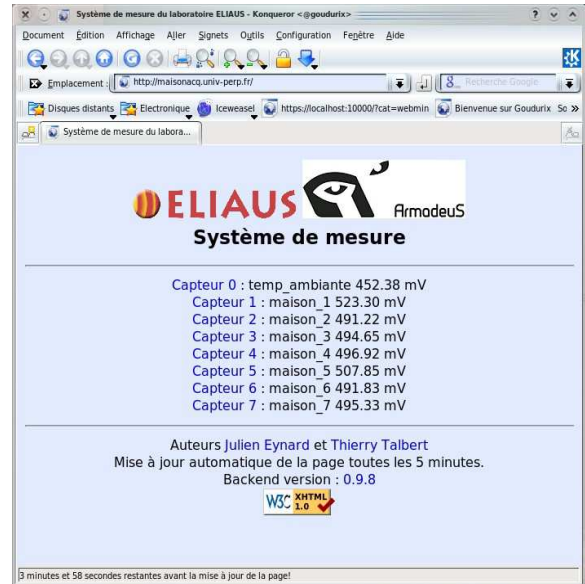 Système de mesure du laboratoire ELIAUS - Konqueror <@goudurix>
Document Édition Affichage Aller Signets Outils Configuration Fenêtre Aide
Emplacement : http://maisonacq.univ-perp.fr/ Recherche Google
Disques distants Electronique Iceweasel https://localhost:10000/?cat=webmin Bienvenue sur Goudurix So »
Système de mesure du labora...
ELIAUS ArmadeuS
Système de mesure
Capteur 0 : temp_ambiante 452.38 mV
Capteur 1 : maison_1 523.30 mV
Capteur 2 : maison_2 491.22 mV
Capteur 3 : maison_3 494.65 mV
Capteur 4 : maison_4 496.92 mV
Capteur 5 : maison_5 507.85 mV
Capteur 6 : maison_6 491.83 mV
Capteur 7 : maison_7 495.33 mV
Auteurs Julien Eynard et Thierry Talbert
Mise à jour automatique de la page toutes les 5 minutes.
Backend version : 0.9.8
W3C XHTML 1.0
3 minutes et 58 secondes restantes avant la mise à jour de la page!